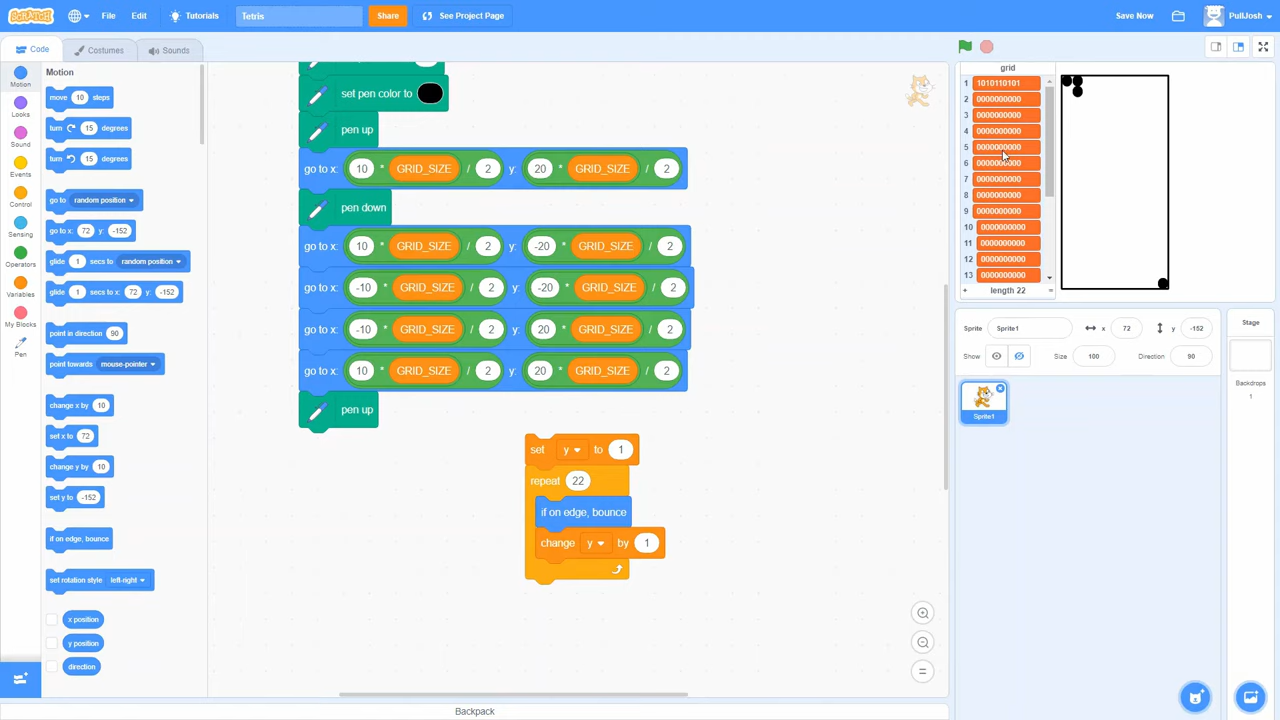 SCRATCH File Edit Tutorials Tetris Share See Project Page Save Now PullJosh
Code Costumes Sounds
Motion
Motion
Looks
Sound
Events
Control
Sensing
Operators
Variables
My Blocks
Pen
move 10 steps
turn 15 degrees
turn 15 degrees
go to random position
go to x: 72 y: -152
glide 1 secs to random position
glide 1 secs to x: 72 y: -152
point in direction 90
point towards mouse-pointer
change x by 10
set x to 72
change y by 10
set y to -152
if on edge, bounce
set rotation style left-right
x position
y position
direction
set pen color to
pen up
go to x: 10 * GRID_SIZE / 2 y: 20 * GRID_SIZE / 2
pen down
go to x: 10 * GRID_SIZE / 2 y: -20 * GRID_SIZE / 2
go to x: -10 * GRID_SIZE / 2 y: -20 * GRID_SIZE / 2
go to x: -10 * GRID_SIZE / 2 y: 20 * GRID_SIZE / 2
go to x: 10 * GRID_SIZE / 2 y: 20 * GRID_SIZE / 2
pen up
set y to 1
repeat 22
if on edge, bounce
change y by 1
Backpack
grid
1 1010110101
2 0000000000
3 0000000000
4 0000000000
5 0000000000
6 0000000000
7 0000000000
8 0000000000
9 0000000000
10 0000000000
11 0000000000
12 0000000000
13 0000000000
+ length 22 =
Sprite Sprite1 x 72 y -152
Show Size 100 Direction 90
Sprite1
Stage
Backdrops
1